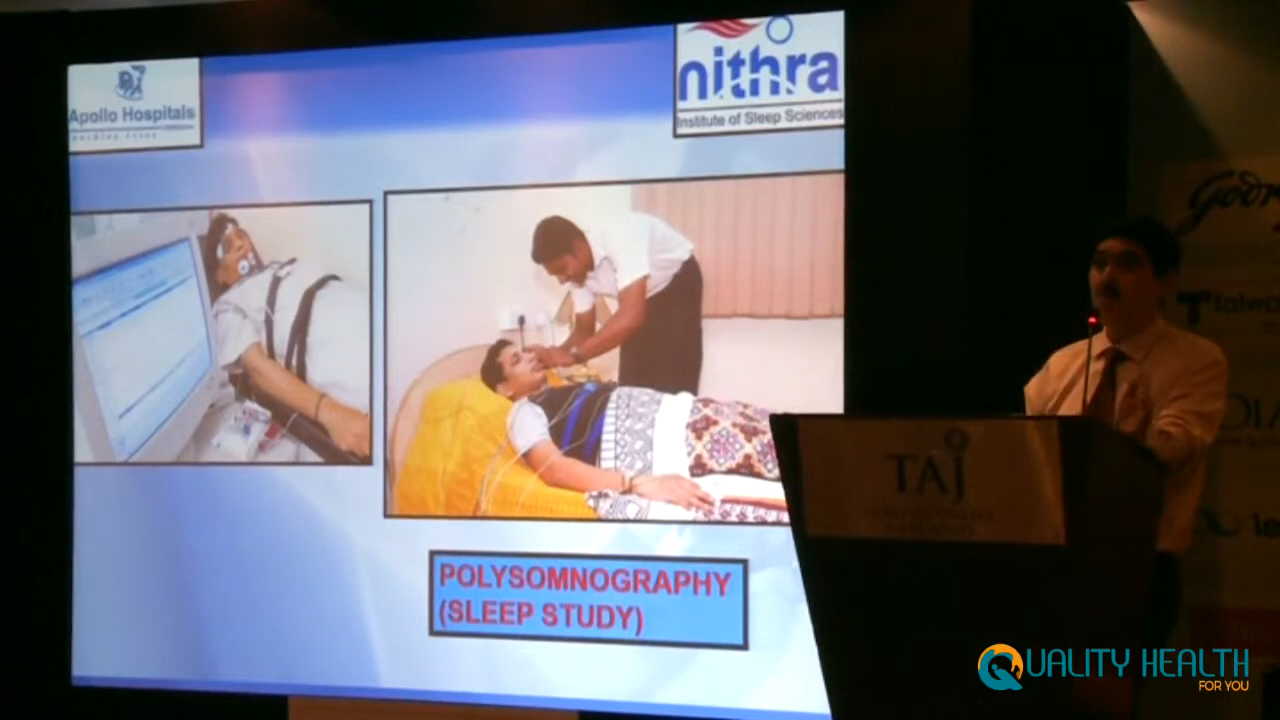 Apollo Hospitals
nithra
Institute of Sleep Sciences
POLYSOMNOGRAPHY
(SLEEP STUDY)
TAJ
QUALITY HEALTH
FOR YOU